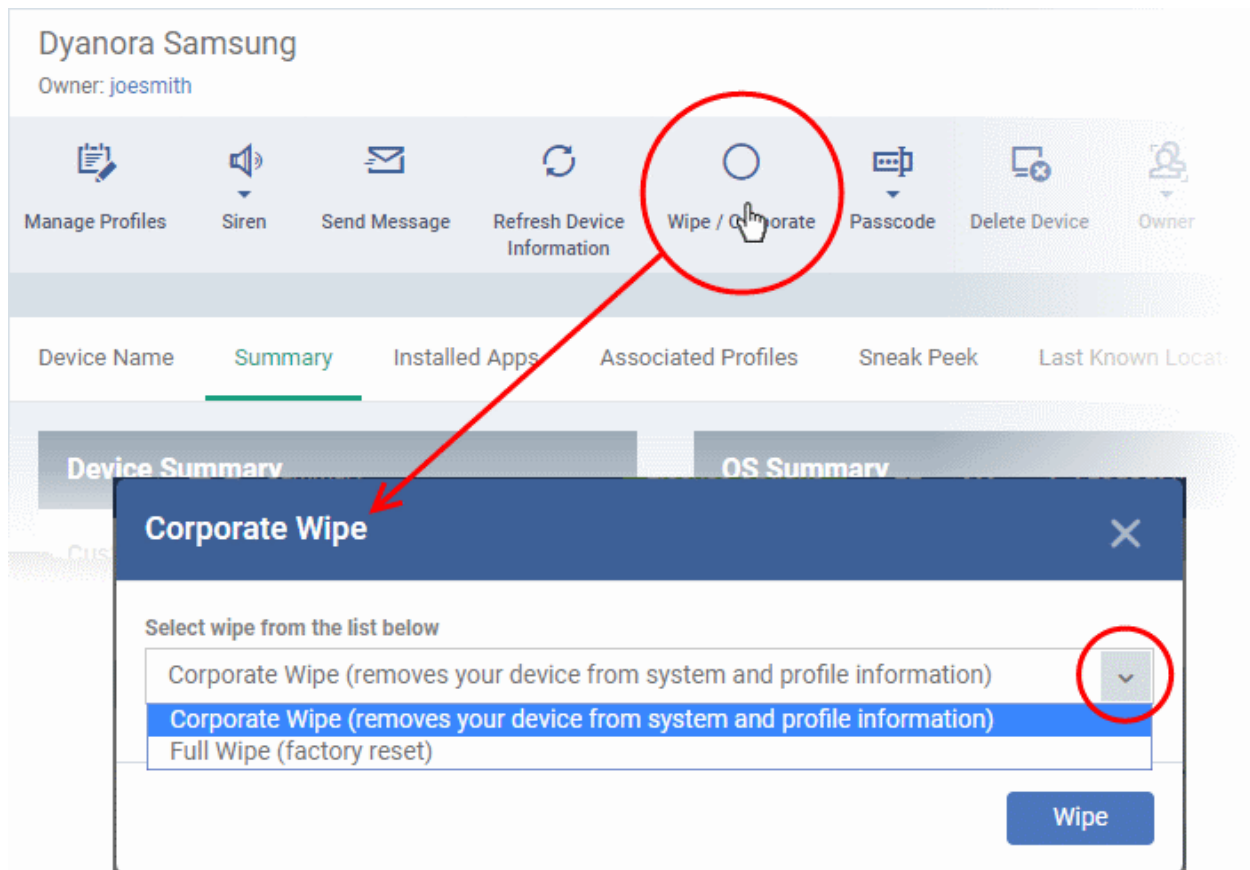 Dyanora Samsung
Owner: joesmith
Manage Profiles
Siren
Send Message
Refresh Device
Information
Wipe /
Passcode
Delete Device
Owner
Device Name
Summary
Installed Apps
Associated Profiles
Sneak Peek
Last Known
Device Summary
OS Summary
Corporate Wipe
Select wipe from the list below
Corporate Wipe (removes your device from system and profile information)
Corporate Wipe (removes your device from system and profile information)
Full Wipe (factory reset)
Wipe